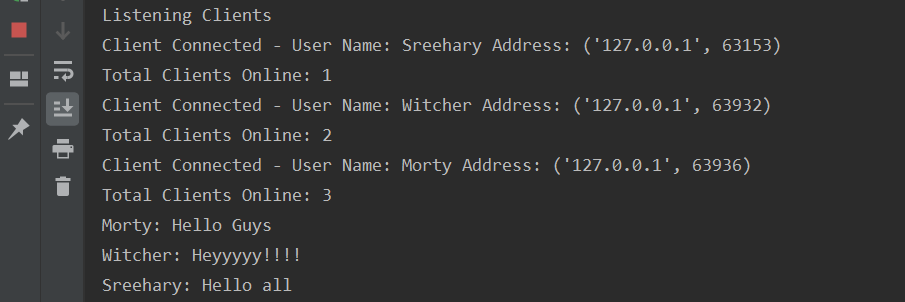 Listening Clients
Client Connected - User Name: Sreehary Address: ('127.0.0.1', 63153)
Total Clients Online: 1
Client Connected - User Name: Witcher Address: ('127.0.0.1', 63932)
Total Clients Online: 2
Client Connected - User Name: Morty Address: ('127.0.0.1', 63936)
Total Clients Online: 3
Morty: Hello Guys
Witcher: Heyyyyy!!!!
Sreehary: Hello all